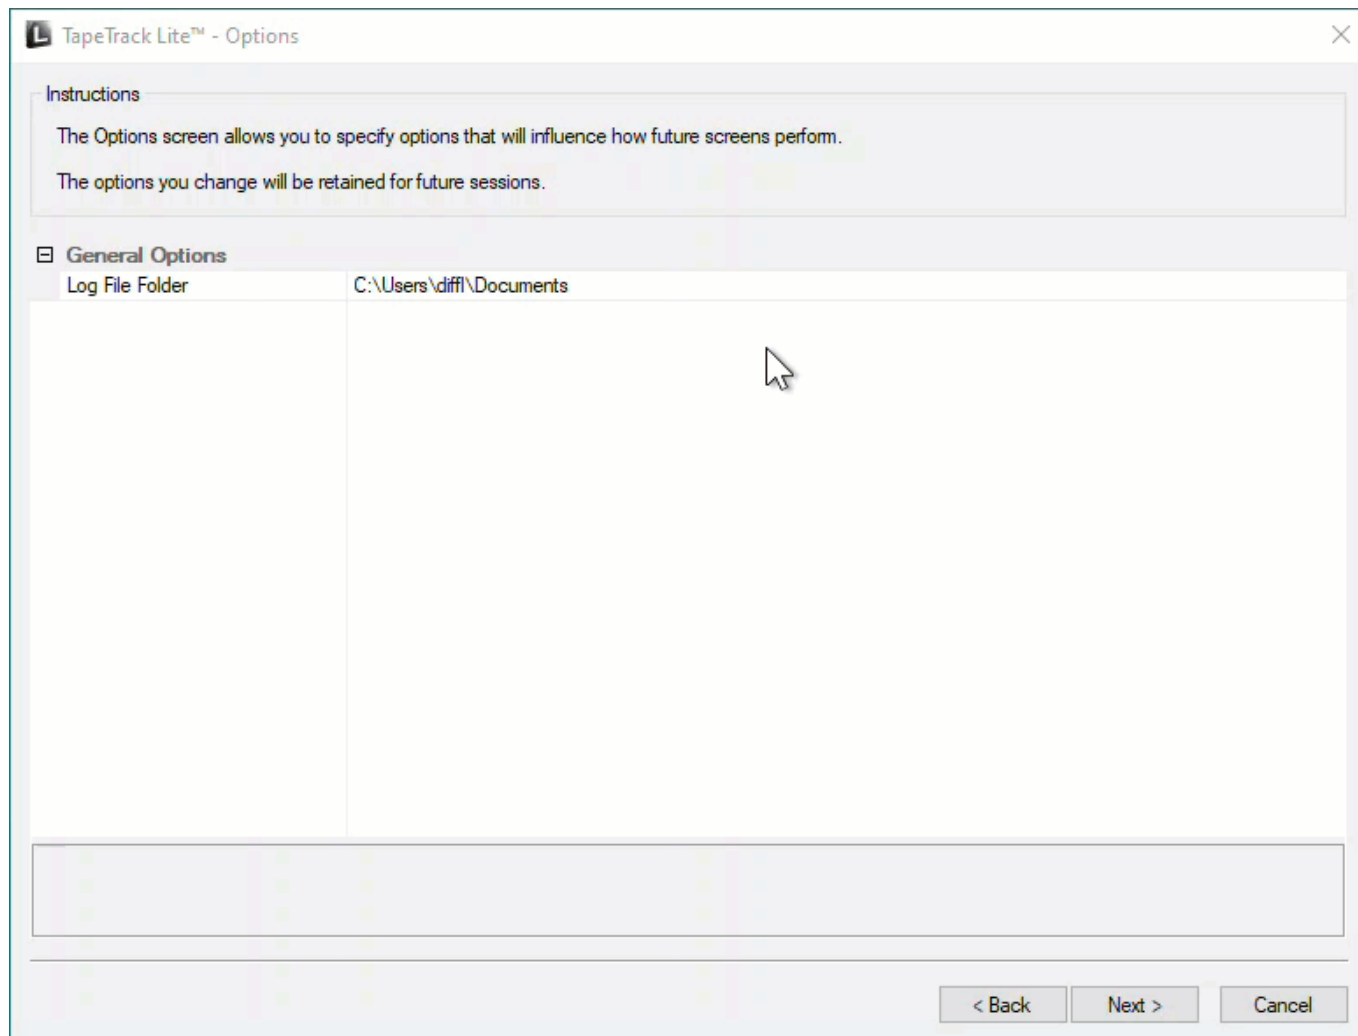 TapeTrack Lite™ - Options
Instructions
The Options screen allows you to specify options that will influence how future screens perform.
The options you change will be retained for future sessions.
General Options
Log File Folder C:\Users\diffl\Documents
< Back Next > Cancel